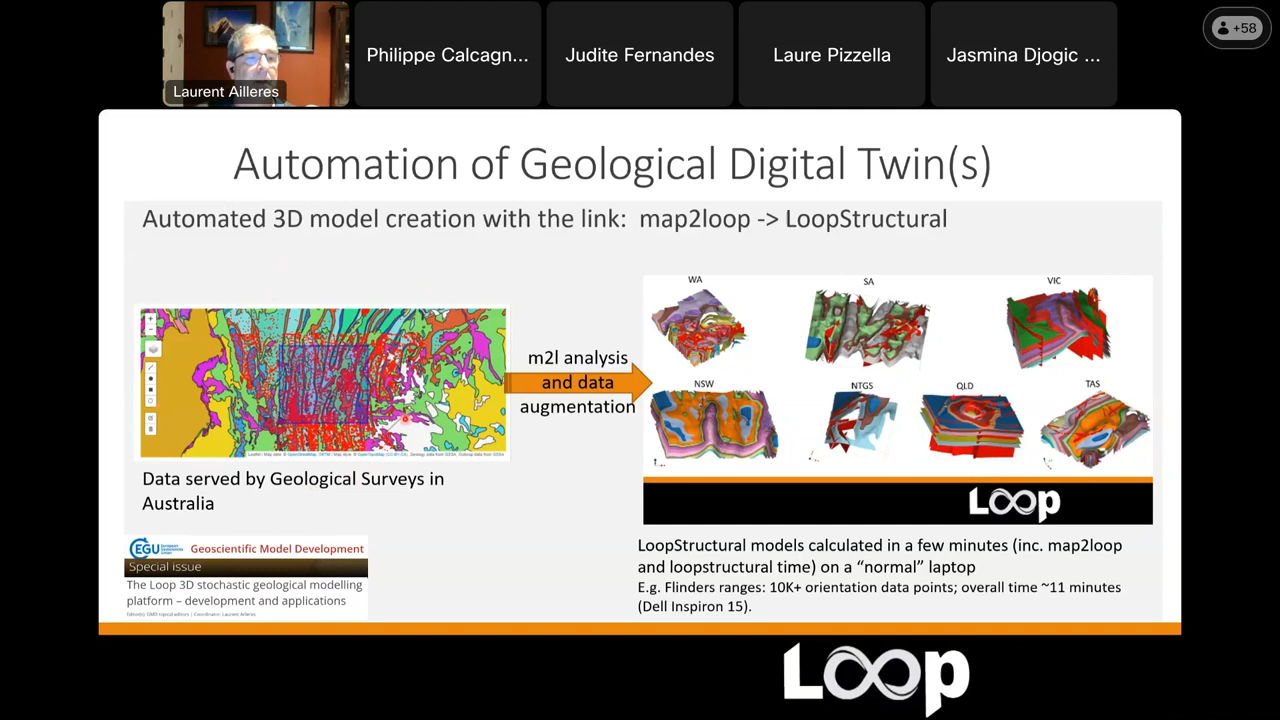 +58
Laurent Ailleres
Philippe Calcagn...
Judite Fernandes
Laure Pizzella
Jasmina Djogic ...
Automation of Geological Digital Twin(s)
Automated 3D model creation with the link: map2loop -> LoopStructural
m2l analysis
and data
augmentation
WA
SA
VIC
NSW
NTGS
QLD
TAS
Loop
Data served by Geological Surveys in
Australia
EGU
Geoscientific Model Development
Special issue
The Loop 3D stochastic geological modelling
platform – development and applications
LoopStructural models calculated in a few minutes (inc. map2loop
and loopstructural time) on a “normal” laptop
E.g. Flinders ranges: 10K+ orientation data points; overall time ~11 minutes
(Dell Inspiron 15).
Loop